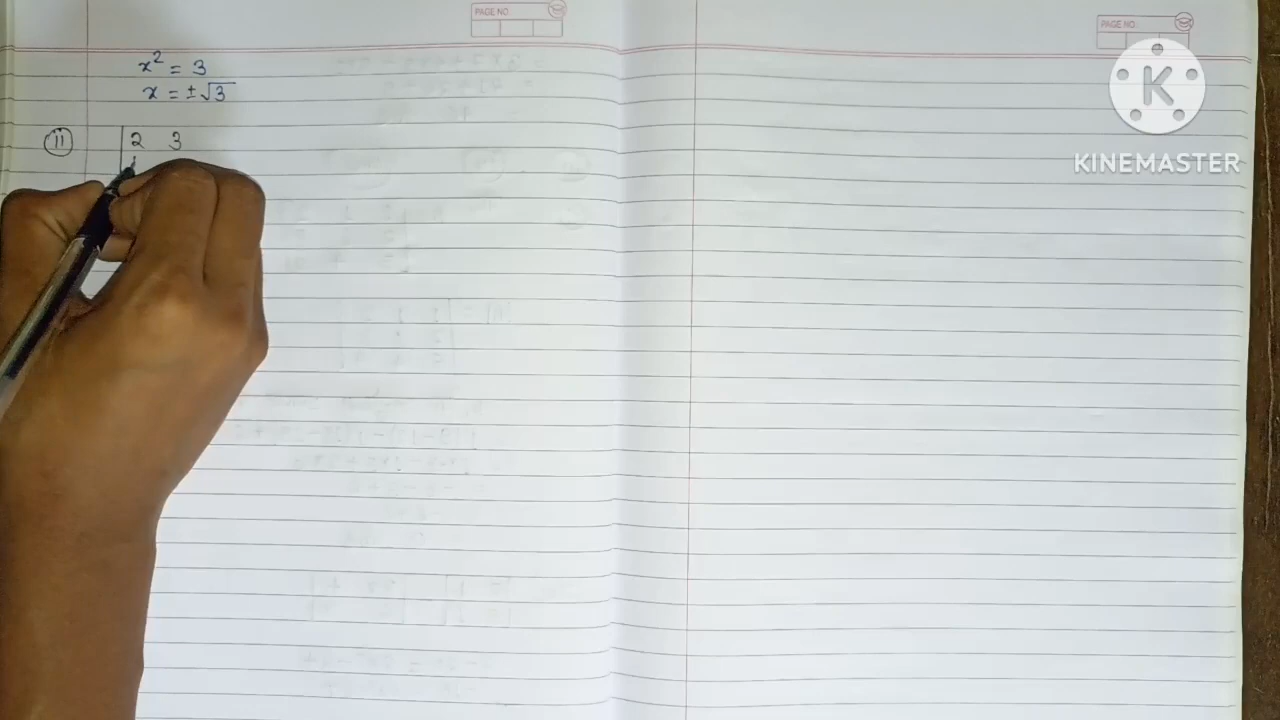 PAGE NO.
PAGE NO.
x² = 3
x = ±√3
(11) | 2 3
KINEMASTER